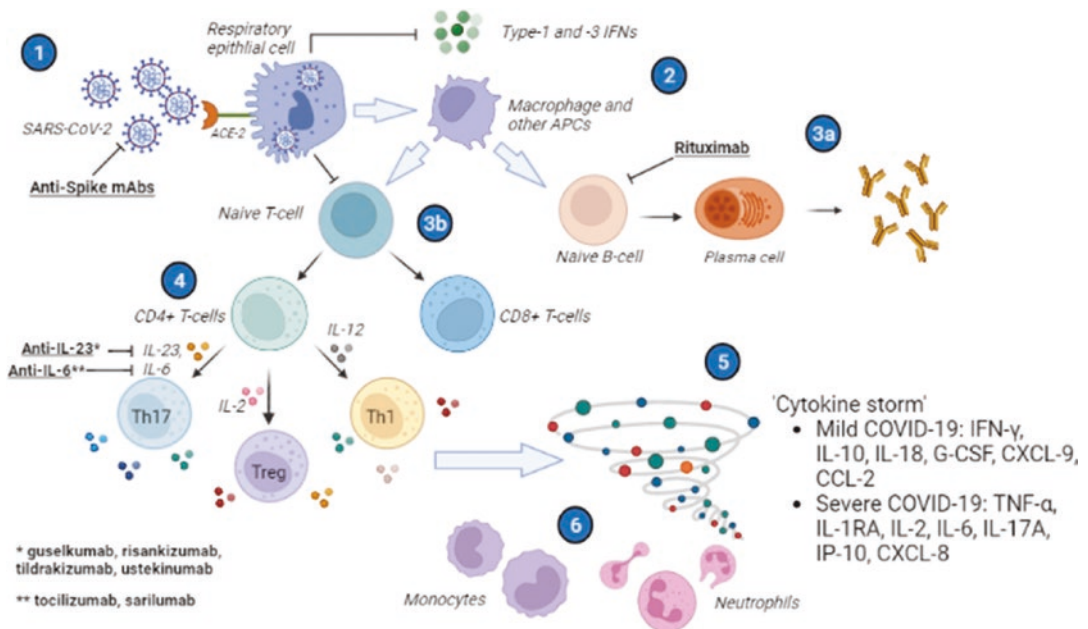 1
SARS-CoV-2
Anti-Spike mAbs
Respiratory
epithlial cell
ACE-2
Type-1 and -3 IFNs
2
Macrophage and
other APCs
Rituximab
3a
Naive T-cell
3b
Naive B-cell
Plasma cell
4
CD4+ T-cells
CD8+ T-cells
IL-12
Anti-IL-23*
IL-23,
Anti-IL-6**
IL-6
IL-2
Th17
Treg
Th1
5
'Cytokine storm'
• Mild COVID-19: IFN-γ,
IL-10, IL-18, G-CSF, CXCL-9,
CCL-2
• Severe COVID-19: TNF-α,
IL-1RA, IL-2, IL-6, IL-17A,
IP-10, CXCL-8
6
Monocytes
Neutrophils
* guselkumab, risankizumab,
tildrakizumab, ustekinumab
** tocilizumab, sarilumab